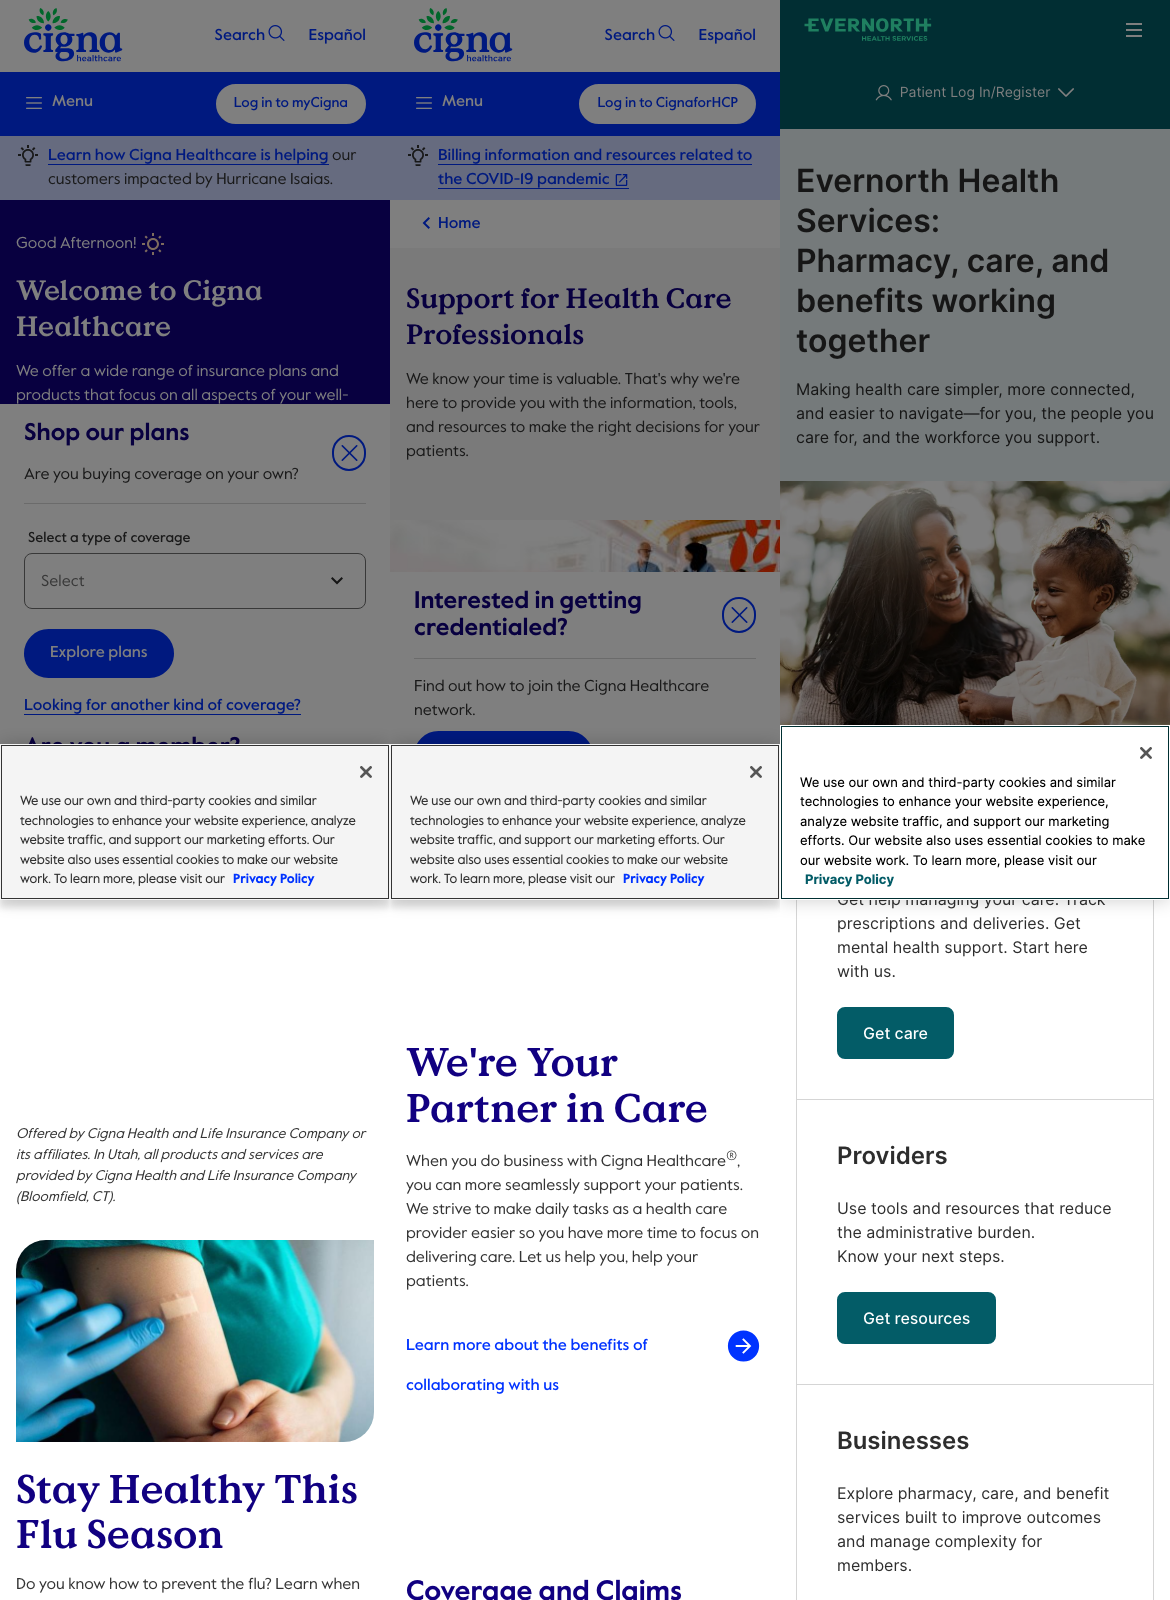 cigna
healthcare
Search
Español
Menu
Log in to myCigna
Learn how Cigna Healthcare is helping our
customers impacted by Hurricane Isaias.
Good Afternoon!
Welcome to Cigna
Healthcare
We offer a wide range of insurance plans and
products that focus on all aspects of your well-
Shop our plans
Are you buying coverage on your own?
Select a type of coverage
Select
Explore plans
Looking for another kind of coverage?
Are you a member?
We use our own and third-party cookies and similar
technologies to enhance your website experience, analyze
website traffic, and support our marketing efforts. Our
website also uses essential cookies to make our website
work. To learn more, please visit our Privacy Policy
Offered by Cigna Health and Life Insurance Company or
its affiliates. In Utah, all products and services are
provided by Cigna Health and Life Insurance Company
(Bloomfield, CT).
Stay Healthy This
Flu Season
Do you know how to prevent the flu? Learn when
cigna
healthcare
Search
Español
Menu
Log in to CignaforHCP
Billing information and resources related to
the COVID-19 pandemic
Home
Support for Health Care
Professionals
We know your time is valuable. That's why we're
here to provide you with the information, tools,
and resources to make the right decisions for your
patients.
Interested in getting
credentialed?
Find out how to join the Cigna Healthcare
network.
We use our own and third-party cookies and similar
technologies to enhance your website experience, analyze
website traffic, and support our marketing efforts. Our
website also uses essential cookies to make our website
work. To learn more, please visit our Privacy Policy
We're Your
Partner in Care
When you do business with Cigna Healthcare®,
you can more seamlessly support your patients.
We strive to make daily tasks as a health care
provider easier so you have more time to focus on
delivering care. Let us help you, help your
patients.
Learn more about the benefits of
collaborating with us
Coverage and Claims
EVERNORTH
HEALTH SERVICES
Patient Log In/Register
Evernorth Health
Services:
Pharmacy, care, and
benefits working
together
Making health care simpler, more connected,
and easier to navigate—for you, the people you
care for, and the workforce you support.
We use our own and third-party cookies and similar
technologies to enhance your website experience,
analyze website traffic, and support our marketing
efforts. Our website also uses essential cookies to make
our website work. To learn more, please visit our
Privacy Policy
Get help managing your care. Track
prescriptions and deliveries. Get
mental health support. Start here
with us.
Get care
Providers
Use tools and resources that reduce
the administrative burden.
Know your next steps.
Get resources
Businesses
Explore pharmacy, care, and benefit
services built to improve outcomes
and manage complexity for
members.